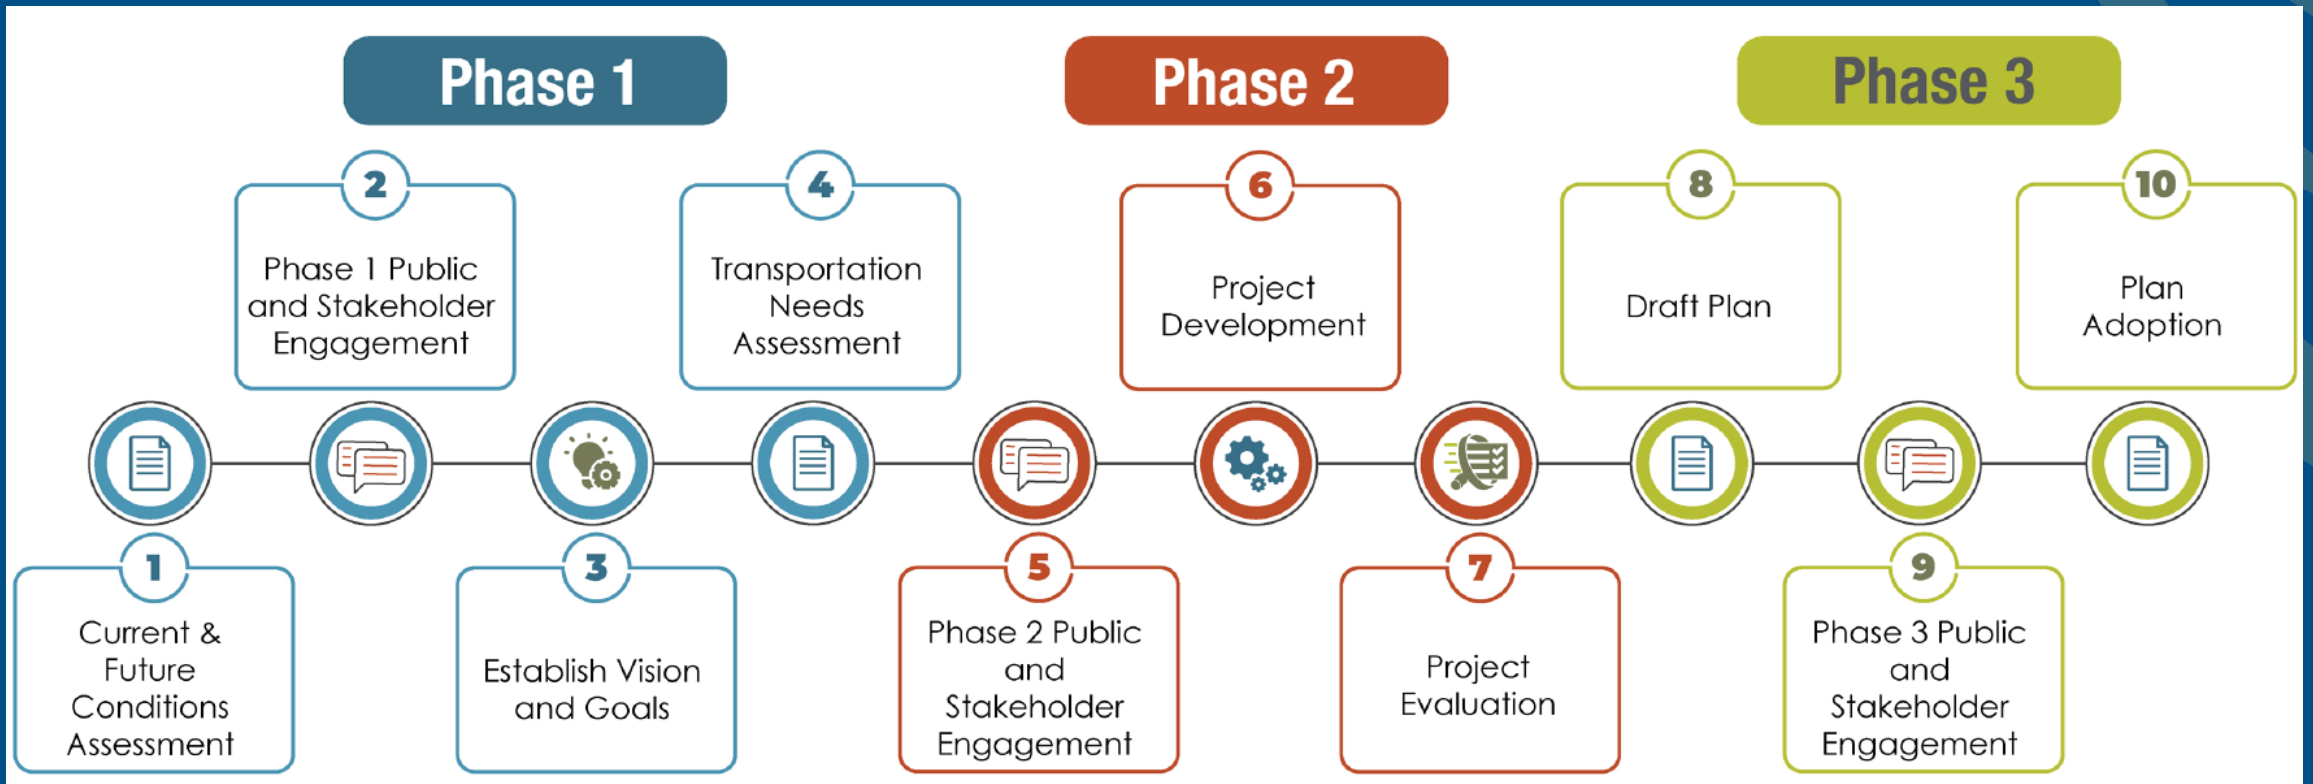 Phase 1
Phase 2
Phase 3
2
Phase 1 Public
and Stakeholder
Engagement
4
Transportation
Needs
Assessment
6
Project
Development
8
Draft Plan
10
Plan
Adoption
1
Current &
Future
Conditions
Assessment
3
Establish Vision
and Goals
5
Phase 2 Public
and
Stakeholder
Engagement
7
Project
Evaluation
9
Phase 3 Public
and
Stakeholder
Engagement